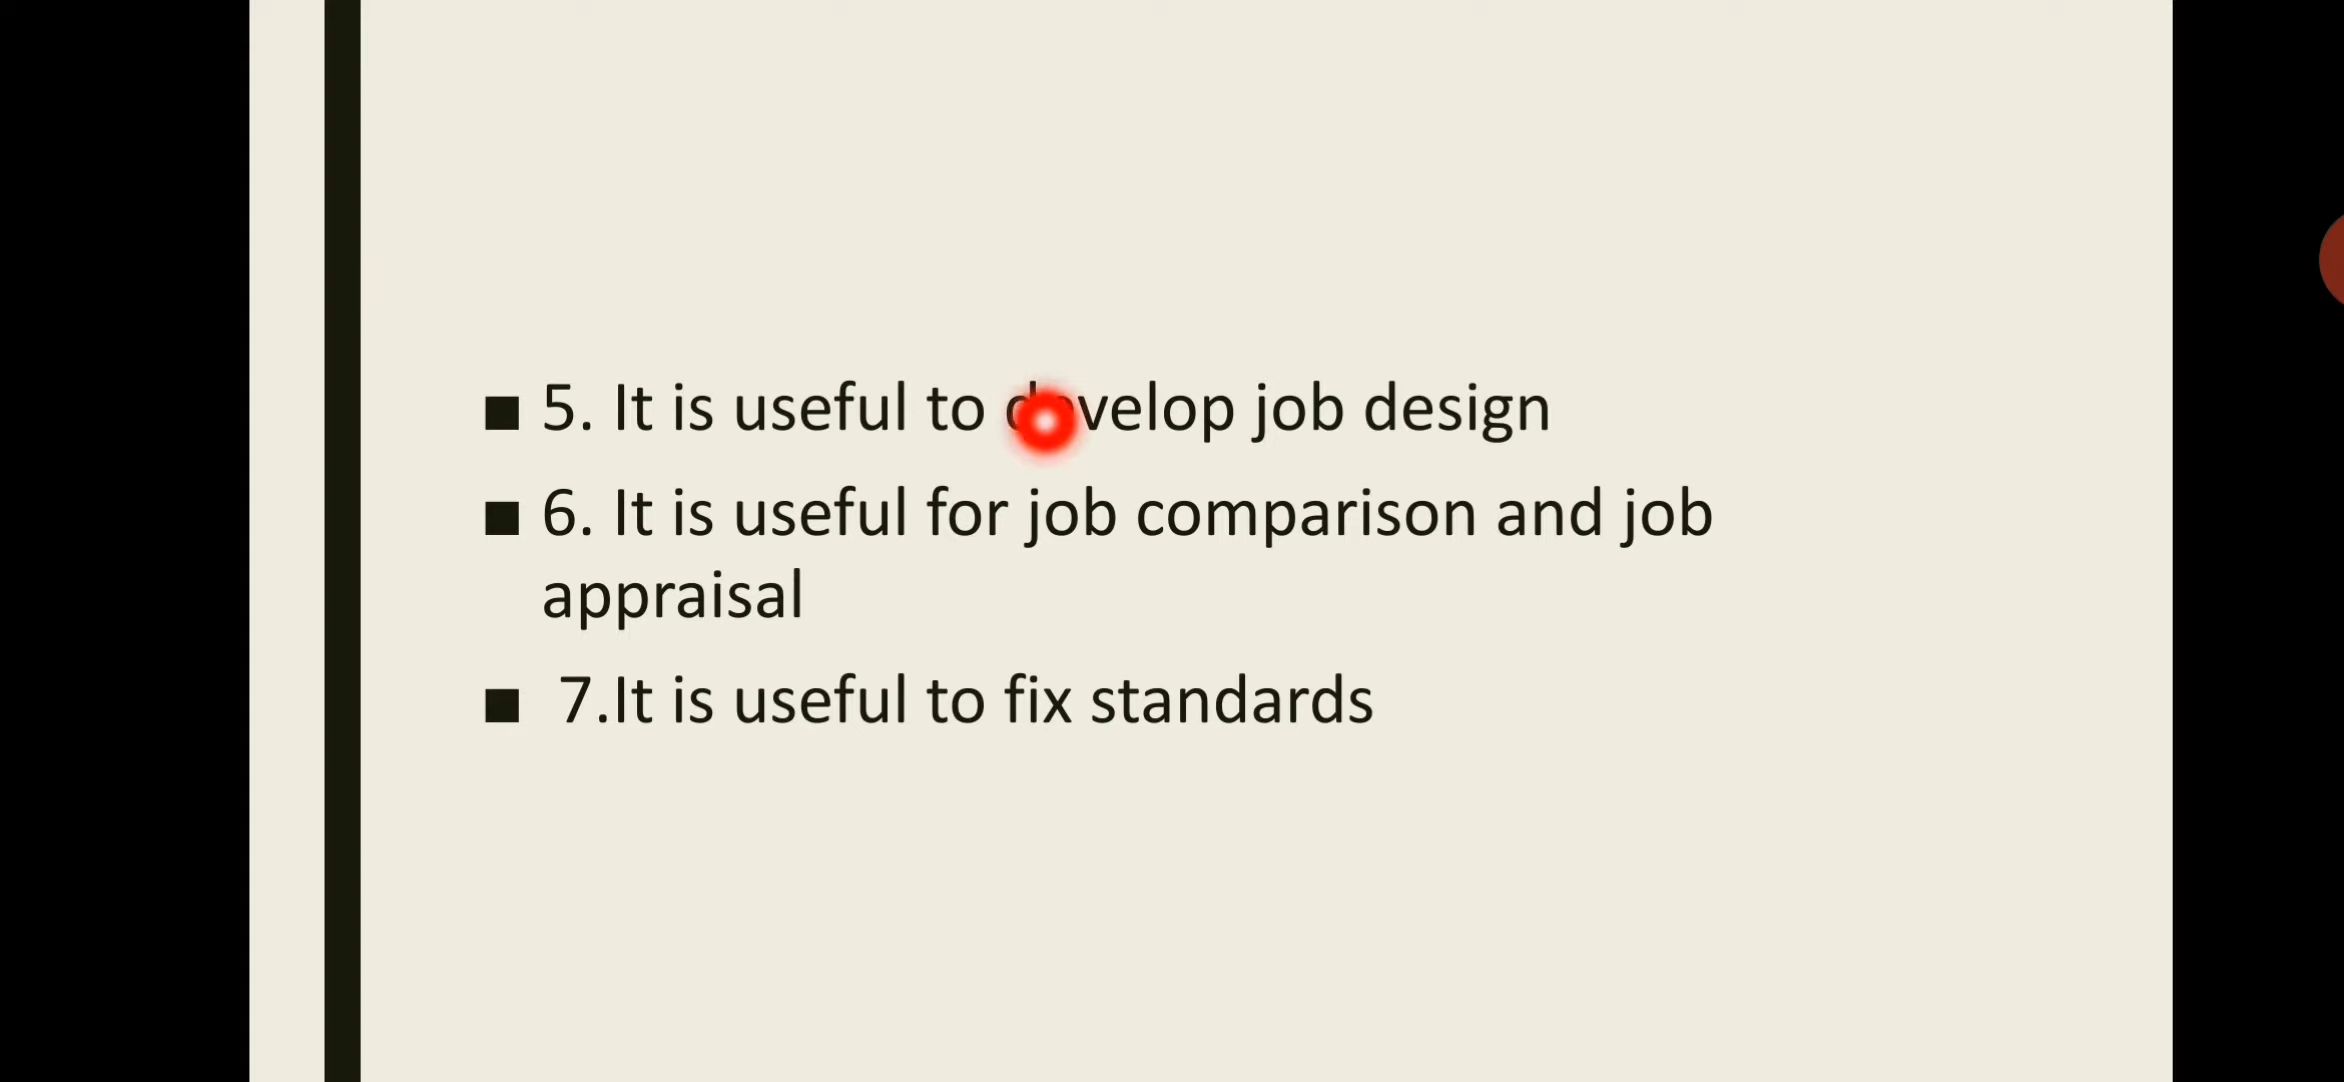 ■ 5. It is useful to develop job design
■ 6. It is useful for job comparison and job
appraisal
■ 7.It is useful to fix standards